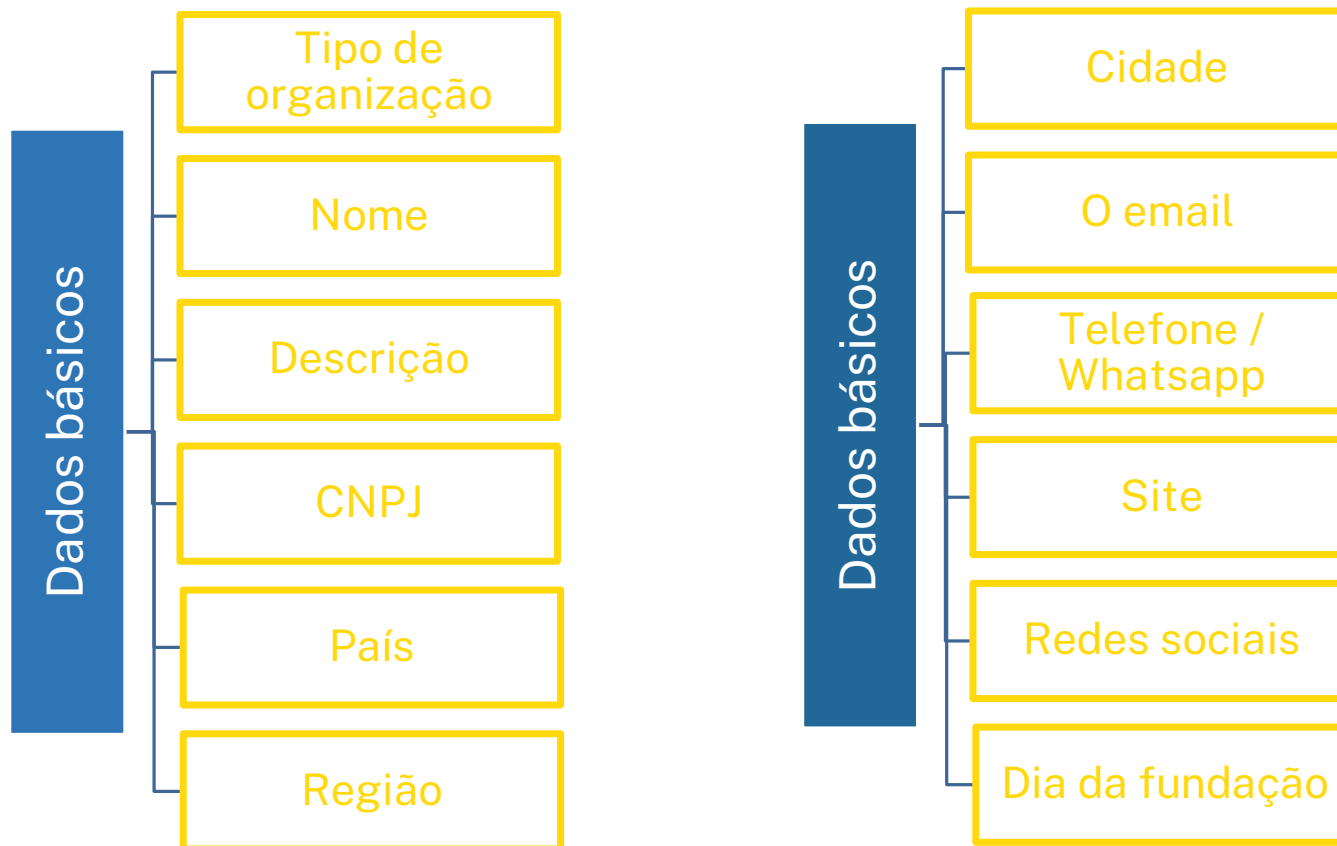 Dados básicos
Tipo de
organização
Nome
Descrição
CNPJ
País
Região
Dados básicos
Cidade
O email
Telefone /
Whatsapp
Site
Redes sociais
Dia da fundação